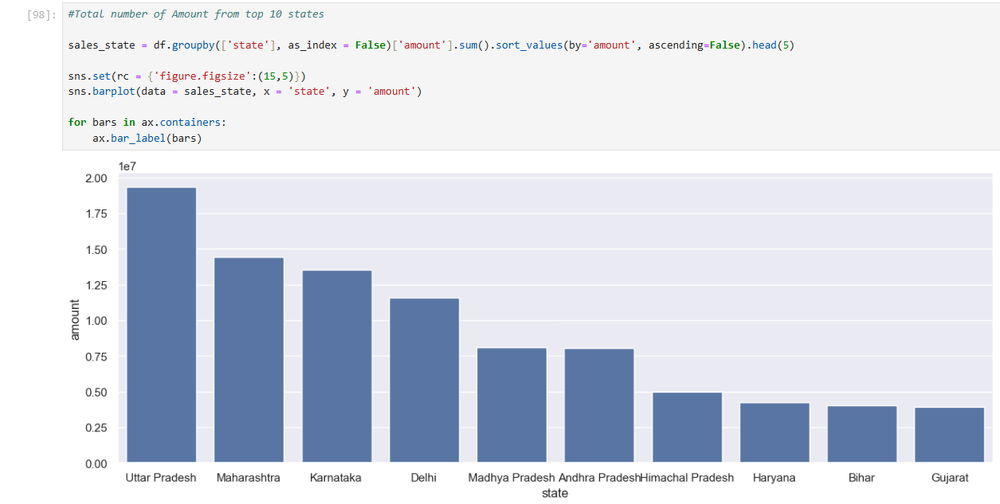 [98]: #Total number of Amount from top 10 states
sales_state = df.groupby(['state'], as_index = False)['amount'].sum().sort_values(by='amount', ascending=False).head(5)
sns.set(rc = {'figure.figsize':(15,5)})
sns.barplot(data = sales_state, x = 'state', y = 'amount')
for bars in ax.containers:
    ax.bar_label(bars)
1e7
2.00
1.75
1.50
1.25
1.00
0.75
0.50
0.25
0.00
amount
Uttar Pradesh Maharashtra Karnataka Delhi Madhya Pradesh Andhra Pradesh Himachal Pradesh Haryana Bihar Gujarat
state